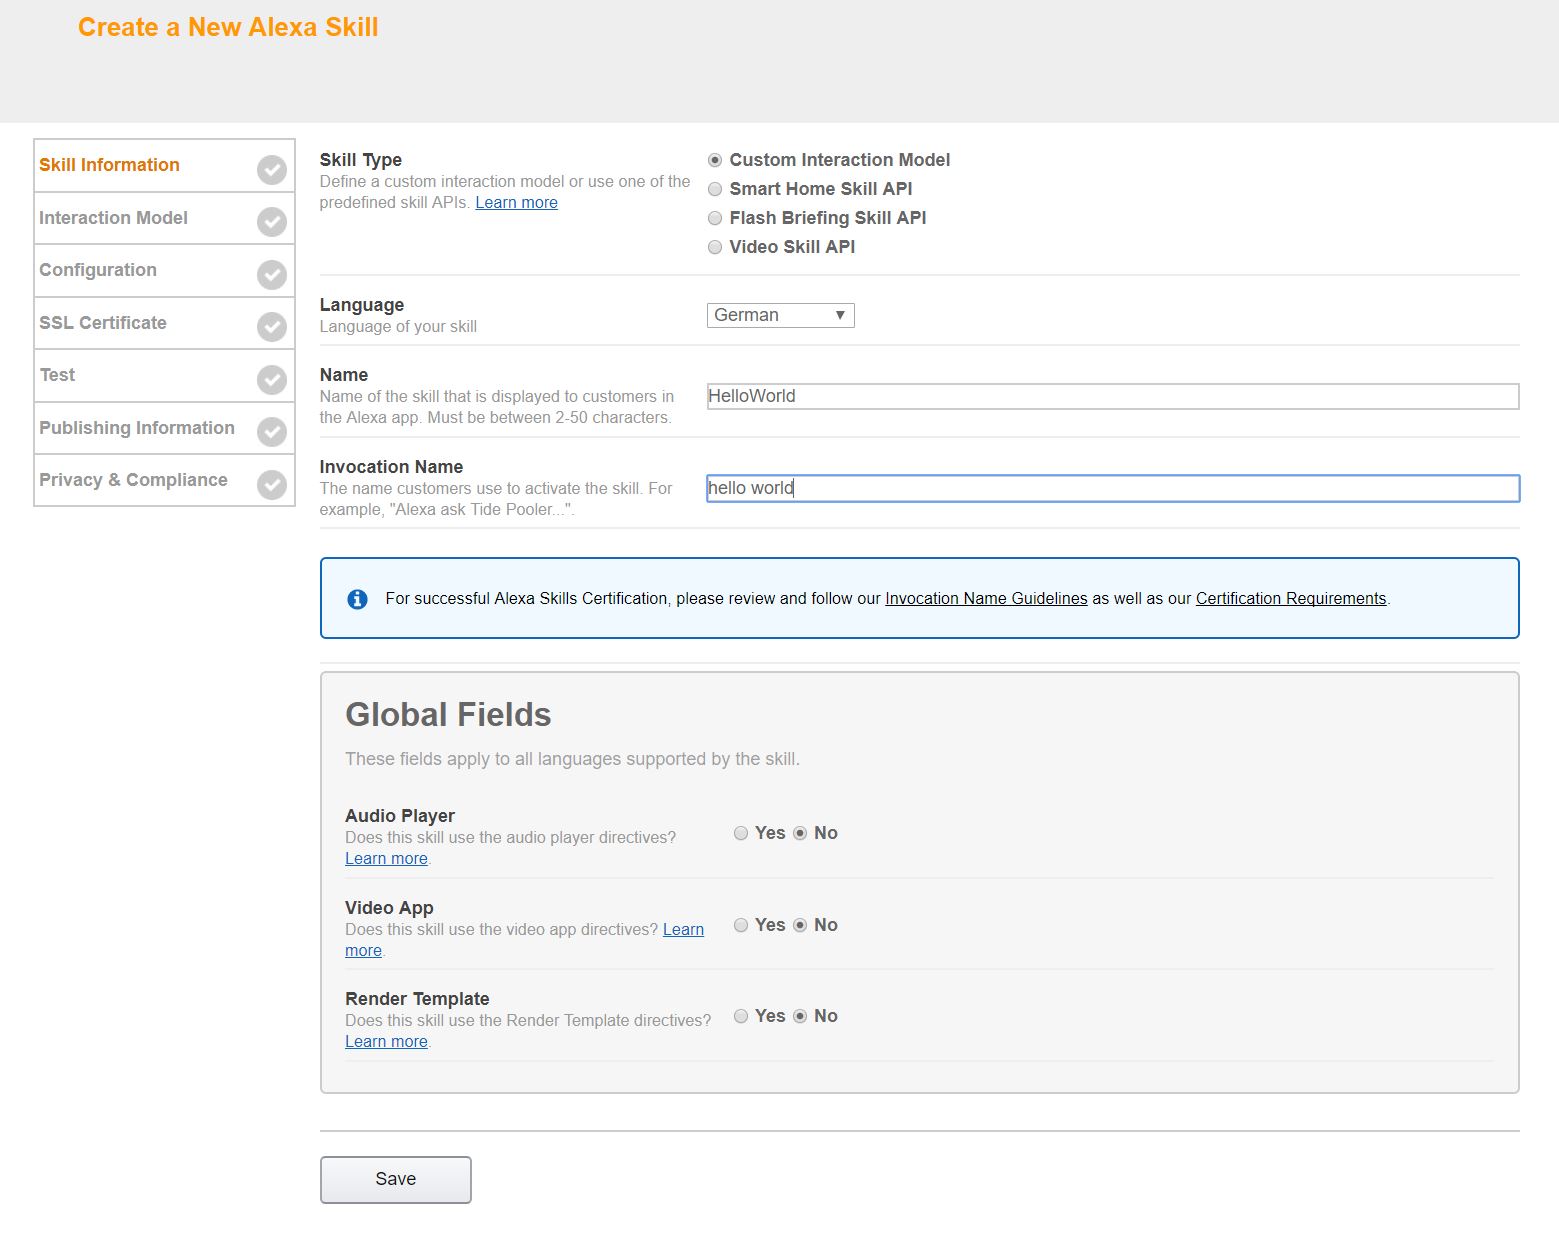 Create a New Alexa Skill
Skill Information
Interaction Model
Configuration
SSL Certificate
Test
Publishing Information
Privacy & Compliance
Skill Type
Define a custom interaction model or use one of the
predefined skill APIs. Learn more
Custom Interaction Model
Smart Home Skill API
Flash Briefing Skill API
Video Skill API
Language
Language of your skill
German
Name
Name of the skill that is displayed to customers in
the Alexa app. Must be between 2-50 characters.
HelloWorld
Invocation Name
The name customers use to activate the skill. For
example, "Alexa ask Tide Pooler...".
hello world
For successful Alexa Skills Certification, please review and follow our Invocation Name Guidelines as well as our Certification Requirements.
Global Fields
These fields apply to all languages supported by the skill.
Audio Player
Does this skill use the audio player directives?
Learn more.
Yes No
Video App
Does this skill use the video app directives? Learn
more.
Yes No
Render Template
Does this skill use the Render Template directives?
Learn more.
Yes No
Save